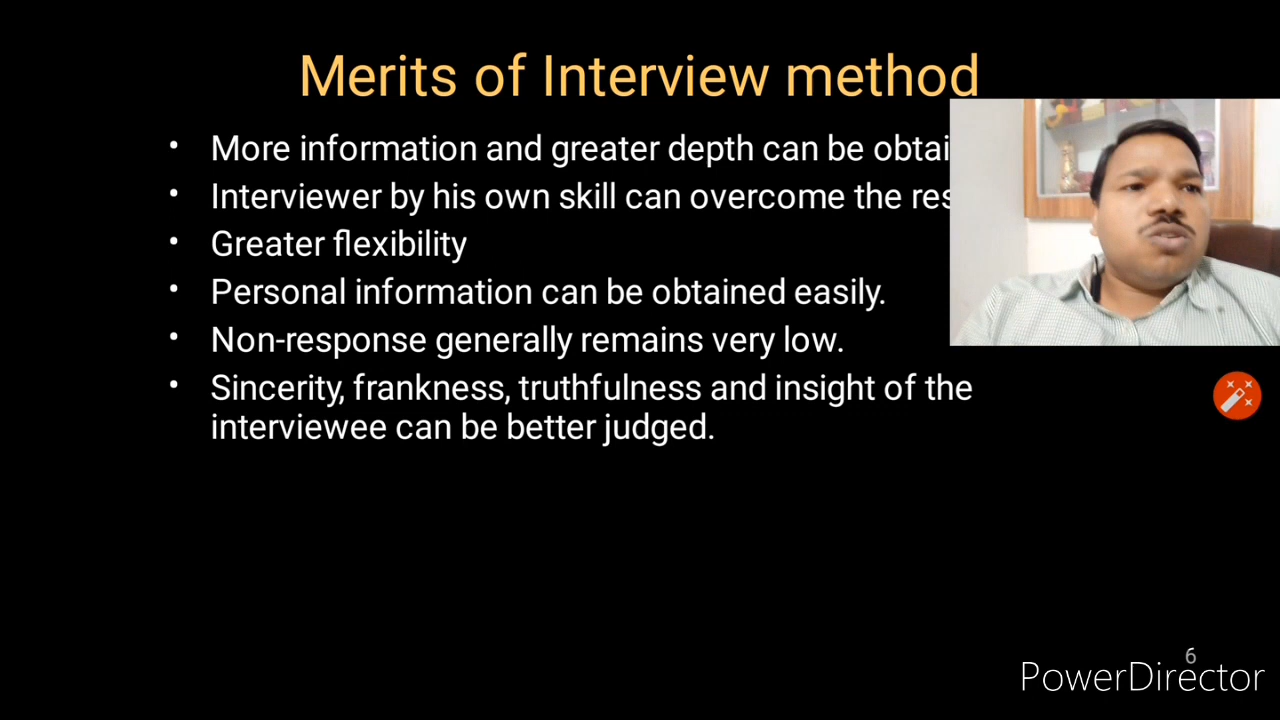 Merits of Interview method
• More information and greater depth can be
• Interviewer by his own skill can overcome the
• Greater flexibility
• Personal information can be obtained easily.
• Non-response generally remains very low.
• Sincerity, frankness, truthfulness and insight of the
interviewee can be better judged.
6
PowerDirector